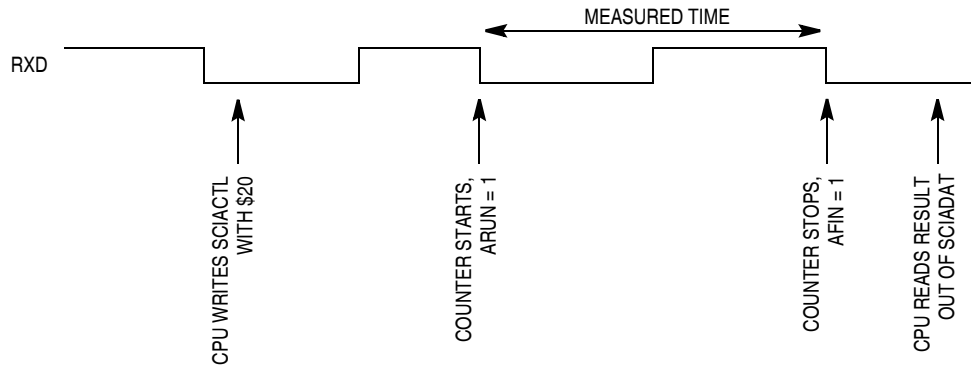 MEASURED TIME
RXD
CPU WRITES SCIACTL
WITH $20
COUNTER STARTS,
ARUN = 1
COUNTER STOPS,
AFIN = 1
CPU READS RESULT
OUT OF SCIADAT